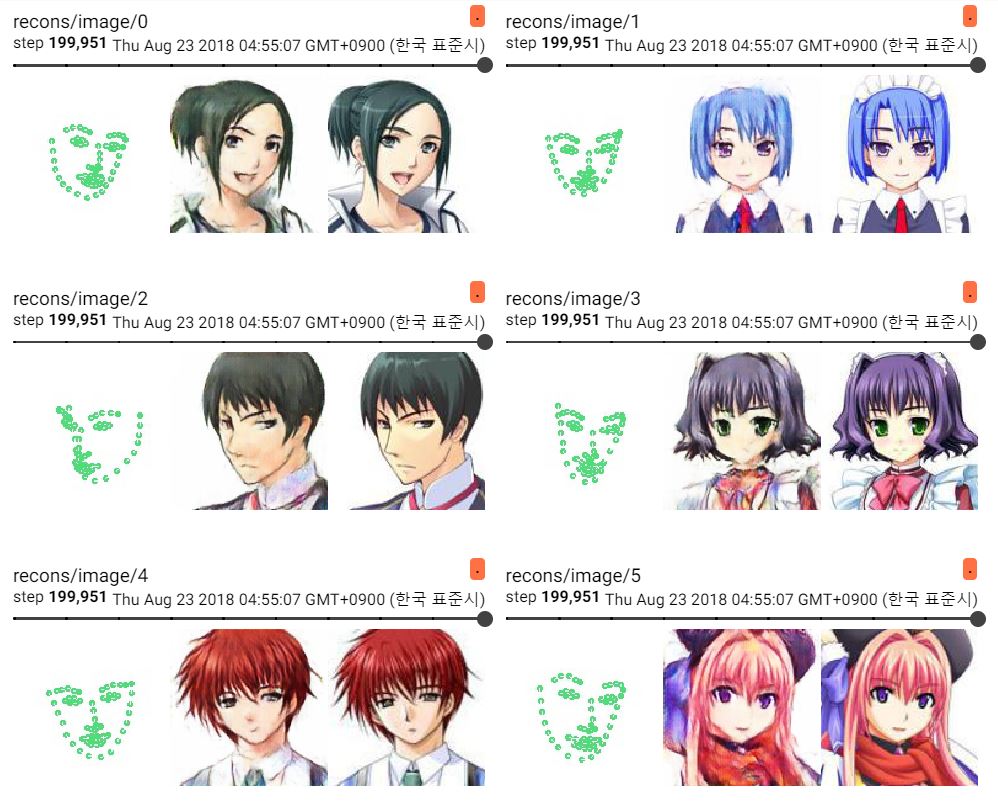 recons/image/0
step 199,951 Thu Aug 23 2018 04:55:07 GMT+0900 (한국 표준시)
recons/image/1
step 199,951 Thu Aug 23 2018 04:55:07 GMT+0900 (한국 표준시)
recons/image/2
step 199,951 Thu Aug 23 2018 04:55:07 GMT+0900 (한국 표준시)
recons/image/3
step 199,951 Thu Aug 23 2018 04:55:07 GMT+0900 (한국 표준시)
recons/image/4
step 199,951 Thu Aug 23 2018 04:55:07 GMT+0900 (한국 표준시)
recons/image/5
step 199,951 Thu Aug 23 2018 04:55:07 GMT+0900 (한국 표준시)